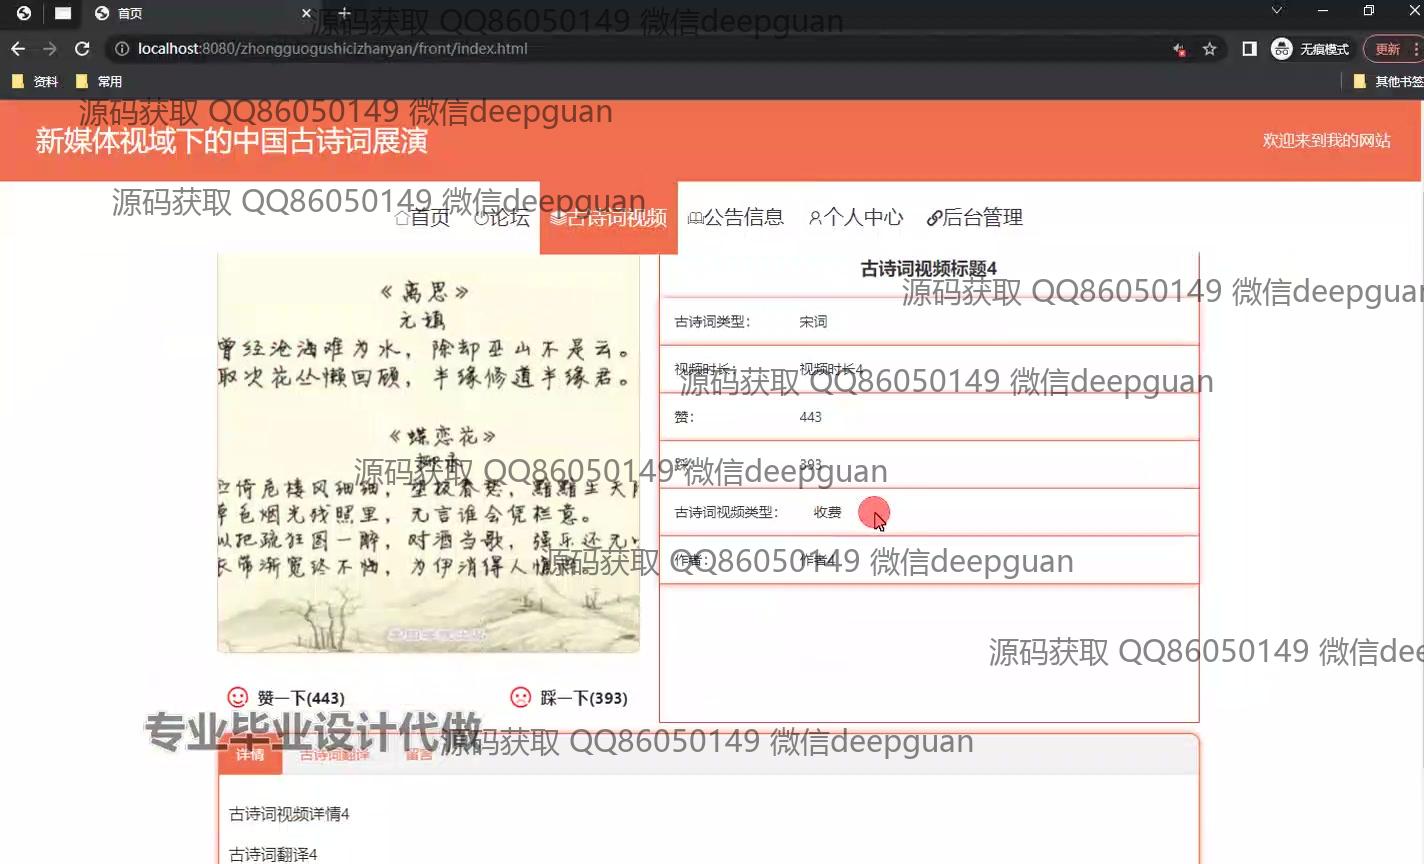 首页
localhost:8080/zhongguogushicizhanyan/front/index.html
无痕模式
更新
资料
常用
其他书签
源码获取 QQ86050149 微信deepguan
源码获取 QQ86050149 微信deepguan
新媒体视域下的中国古诗词展演
欢迎来到我的网站
源码获取 QQ86050149 微信deepguan
首页
论坛
古诗词视频
公告信息
个人中心
后台管理
《离思》
元稹
曾经沧海难为水，除却巫山不是云。
取次花丛懒回顾，半缘修道半缘君。
《蝶恋花》
柳永
伫倚危楼风细细，望极春愁，黯黯生天
草色烟光残照里，无言谁会凭栏意。
拟把疏狂图一醉，对酒当歌，强乐还无
衣带渐宽终不悔，为伊消得人憔悴。
古诗词视频标题4
源码获取 QQ86050149 微信deepguan
古诗词类型：
宋词
视频时长：
视频时长4
源码获取 QQ86050149 微信deepguan
赞：
443
踩：
393
源码获取 QQ86050149 微信deepguan
古诗词视频类型：
收费
作者：
作者4
源码获取 QQ86050149 微信deepguan
源码获取 QQ86050149 微信dee
赞一下(443)
踩一下(393)
专业毕业设计代做
源码获取 QQ86050149 微信deepguan
详情
古诗词翻译
留言
古诗词视频详情4
古诗词翻译4